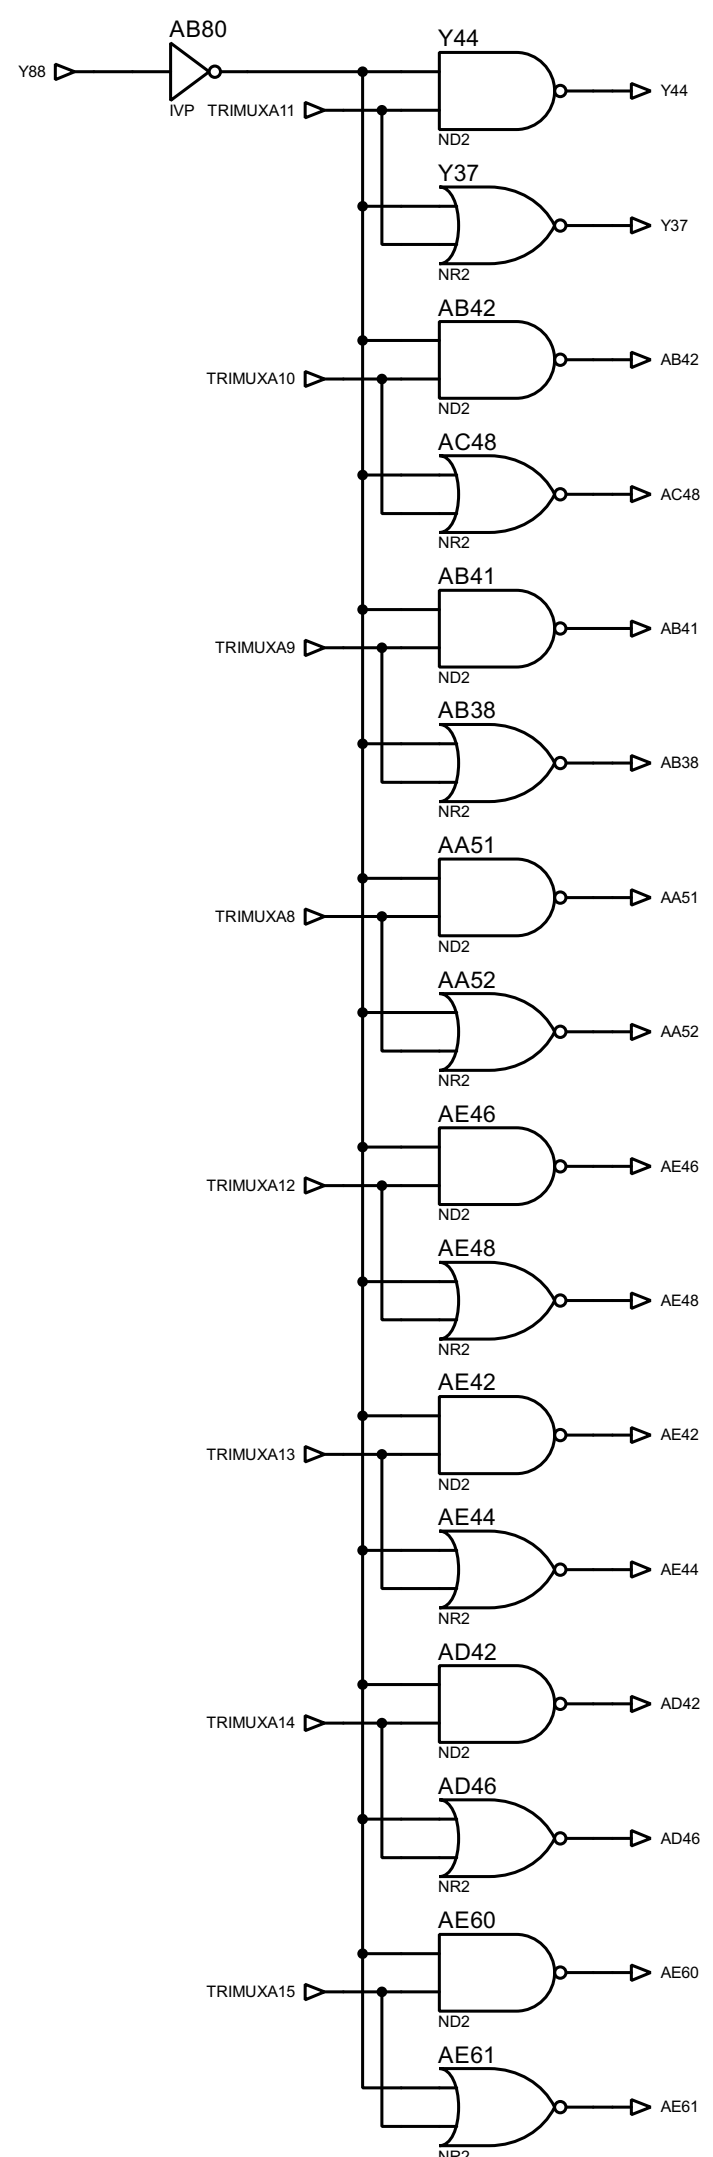 AB80
Y88
IVP
TRIMUXA11
Y44
ND2
Y44
Y37
NR2
Y37
AB42
TRIMUXA10
ND2
AB42
AC48
NR2
AC48
AB41
TRIMUXA9
ND2
AB41
AB38
NR2
AB38
AA51
TRIMUXA8
ND2
AA51
AA52
NR2
AA52
AE46
TRIMUXA12
ND2
AE46
AE48
NR2
AE48
AE42
TRIMUXA13
ND2
AE42
AE44
NR2
AE44
AD42
TRIMUXA14
ND2
AD42
AD46
NR2
AD46
AE60
TRIMUXA15
ND2
AE60
AE61
NR2
AE61